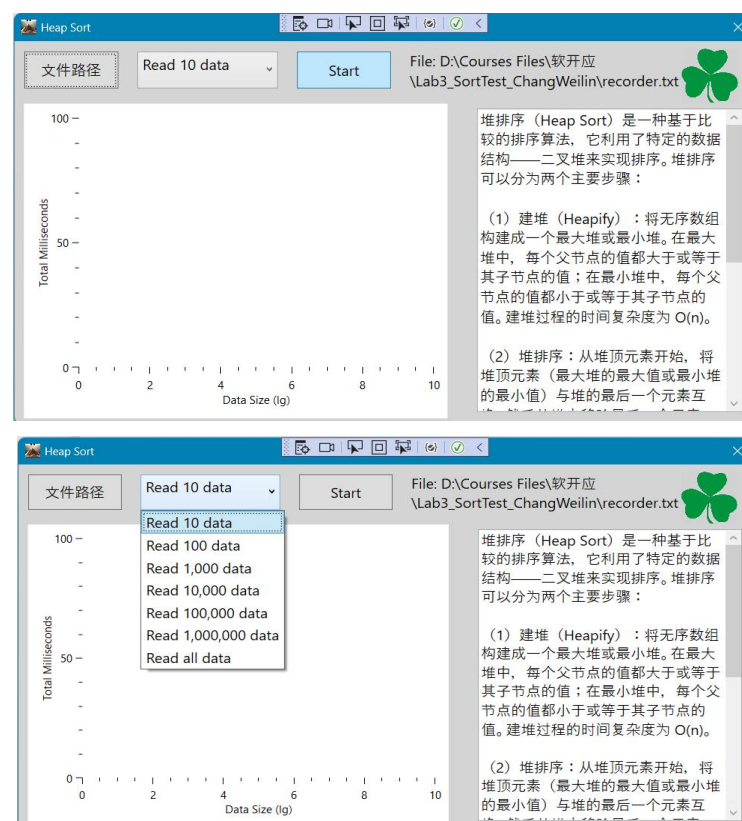 Heap Sort
文件路径
Read 10 data
Start
File: D:\Courses Files\软开应
\Lab3_SortTest_ChangWeilin\recorder.txt
100
50
0
Total Milliseconds
0 2 4 6 8 10
Data Size (lg)
堆排序（Heap Sort）是一种基于比
较的排序算法，它利用了特定的数据
结构——二叉堆来实现排序。堆排序
可以分为两个主要步骤：
（1）建堆（Heapify）：将无序数组
构建成一个最大堆或最小堆。在最大
堆中，每个父节点的值都大于或等于
其子节点的值；在最小堆中，每个父
节点的值都小于或等于其子节点的
值。建堆过程的时间复杂度为 O(n)。
（2）堆排序：从堆顶元素开始，将
堆顶元素（最大堆的最大值或最小堆
的最小值）与堆的最后一个元素互
Heap Sort
文件路径
Read 10 data
Start
File: D:\Courses Files\软开应
\Lab3_SortTest_ChangWeilin\recorder.txt
Read 10 data
Read 100 data
Read 1,000 data
Read 10,000 data
Read 100,000 data
Read 1,000,000 data
Read all data
100
50
0
Total Milliseconds
0 2 4 6 8 10
Data Size (lg)
堆排序（Heap Sort）是一种基于比
较的排序算法，它利用了特定的数据
结构——二叉堆来实现排序。堆排序
可以分为两个主要步骤：
（1）建堆（Heapify）：将无序数组
构建成一个最大堆或最小堆。在最大
堆中，每个父节点的值都大于或等于
其子节点的值；在最小堆中，每个父
节点的值都小于或等于其子节点的
值。建堆过程的时间复杂度为 O(n)。
（2）堆排序：从堆顶元素开始，将
堆顶元素（最大堆的最大值或最小堆
的最小值）与堆的最后一个元素互